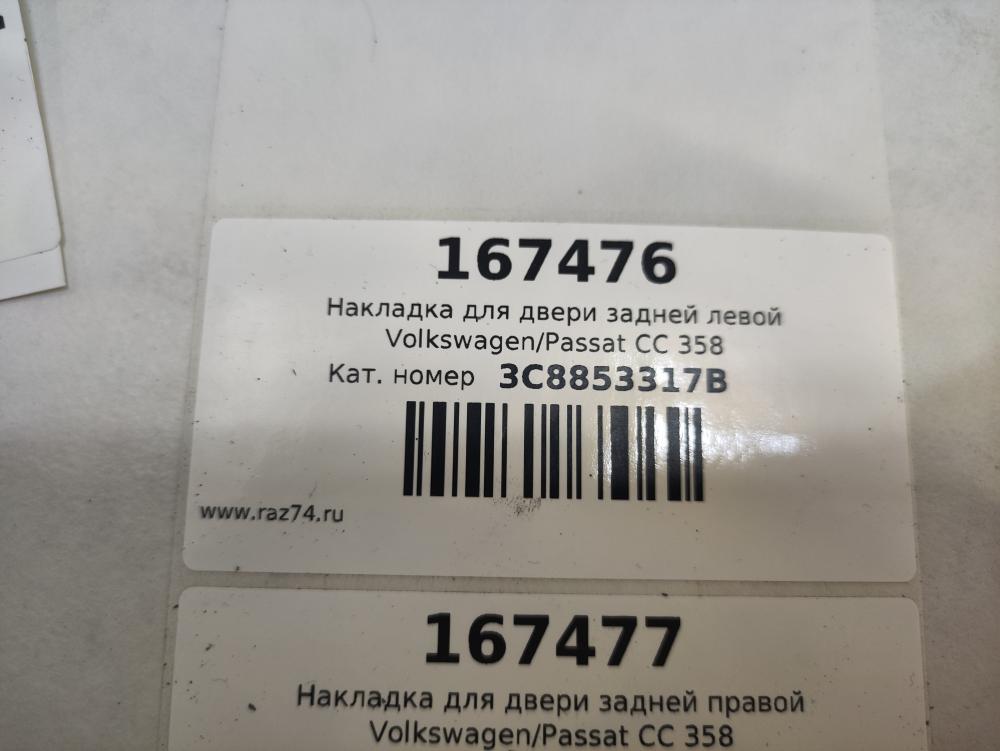 167476
Накладка для двери задней левой
Volkswagen/Passat CC 358
Кат. номер 3C8853317B
www.raz74.ru
167477
Накладка для двери задней правой
Volkswagen/Passat CC 358